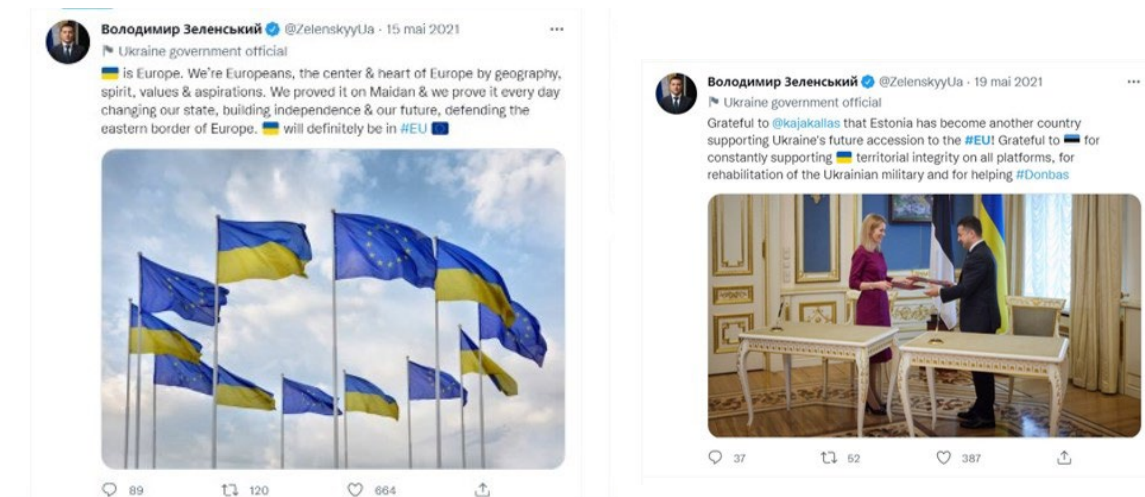 Володимир Зеленський @ZelenskyyUa · 15 mai 2021
Ukraine government official
is Europe. We're Europeans, the center & heart of Europe by geography,
spirit, values & aspirations. We proved it on Maidan & we prove it every day
changing our state, building independence & our future, defending the
eastern border of Europe. will definitely be in #EU
89 120 664
Володимир Зеленський @ZelenskyyUa · 19 mai 2021
Ukraine government official
Grateful to @kajakallas that Estonia has become another country
supporting Ukraine's future accession to the #EU! Grateful to for
constantly supporting territorial integrity on all platforms, for
rehabilitation of the Ukrainian military and for helping #Donbas
37 52 387